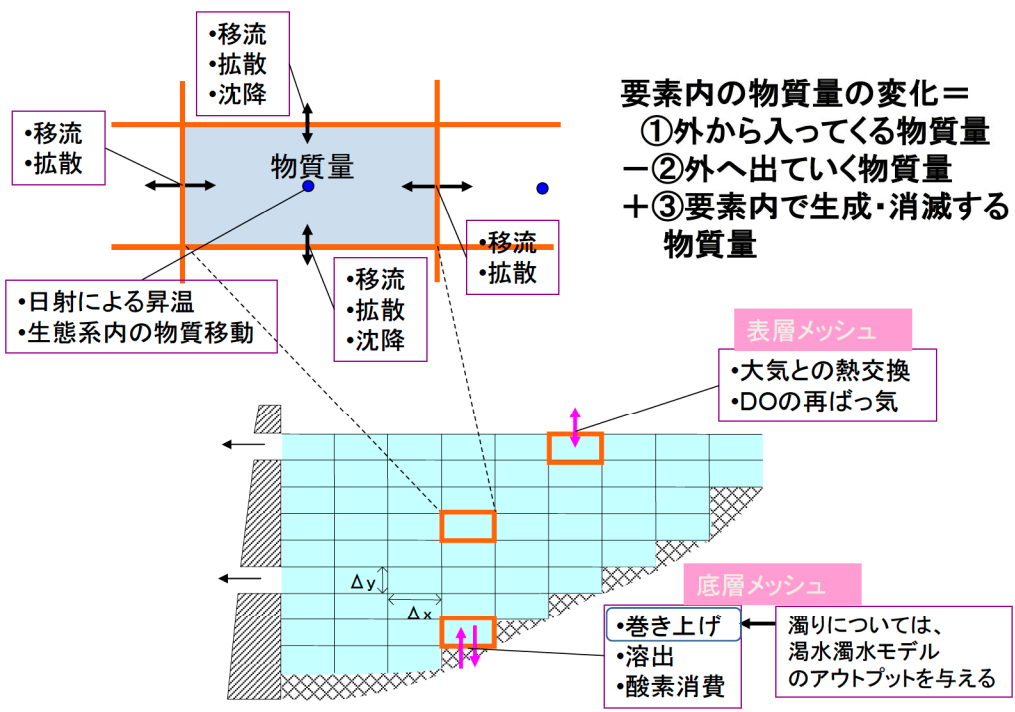 ・移流
・拡散
・沈降
・移流
・拡散
物質量
要素内の物質量の変化＝
①外から入ってくる物質量
－②外へ出ていく物質量
＋③要素内で生成・消滅する
物質量
・移流
・拡散
・移流
・拡散
・沈降
・日射による昇温
・生態系内の物質移動
表層メッシュ
・大気との熱交換
・DOの再ばっ気
Δy
Δx
底層メッシュ
・巻き上げ
・溶出
・酸素消費
濁りについては、
渇水濁水モデル
のアウトプットを与える